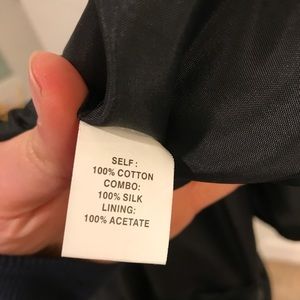 SELF:
100% COTTON
COMBO:
100% SILK
LINING:
100% ACETATE